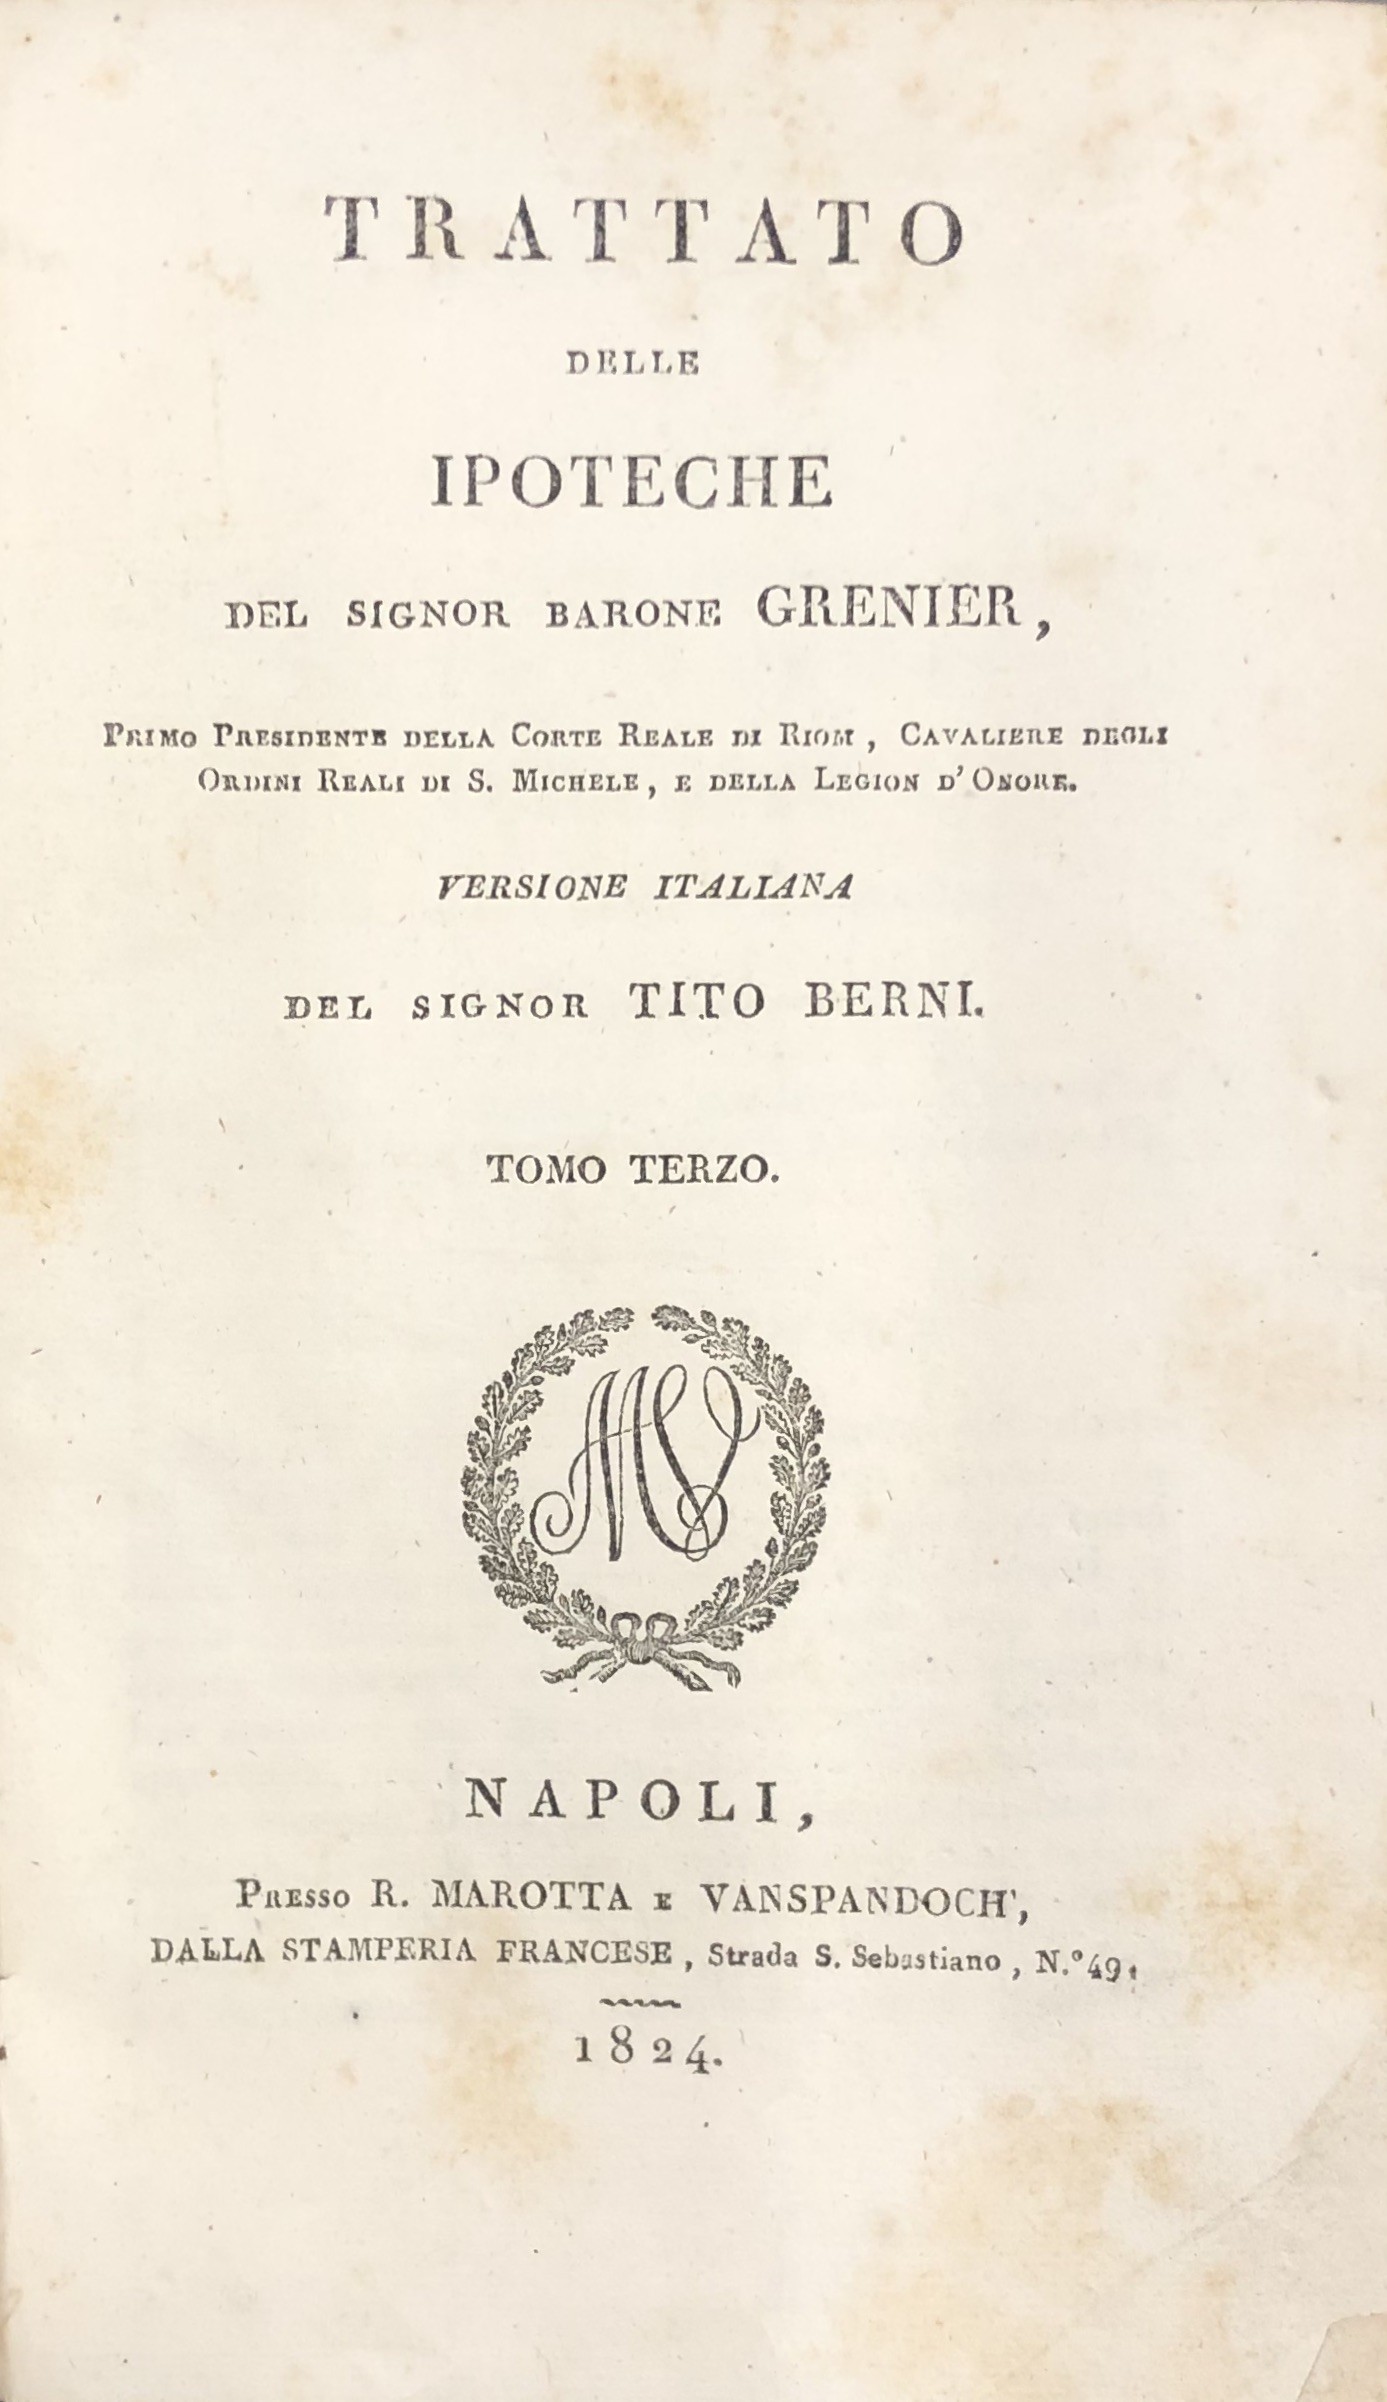 TRATTATO
DELLE
IPOTECHE
DEL SIGNOR BARONE GRENIER,
PRIMO PRESIDENTE DELLA CORTE REALE DI RIOM, CAVALIERE DEGLI
ORDINI REALI DI S. MICHELE, E DELLA LEGION D' ONORE.
VERSIONE ITALIANA
DEL SIGNOR TITO BERNI.
TOMO TERZO.
MV
NAPOLI,
PRESSO R. MAROTTA E VANSPANDOCH',
DALLA STAMPERIA FRANCESE, Strada S. Sebastiano, N.° 49.
1824.